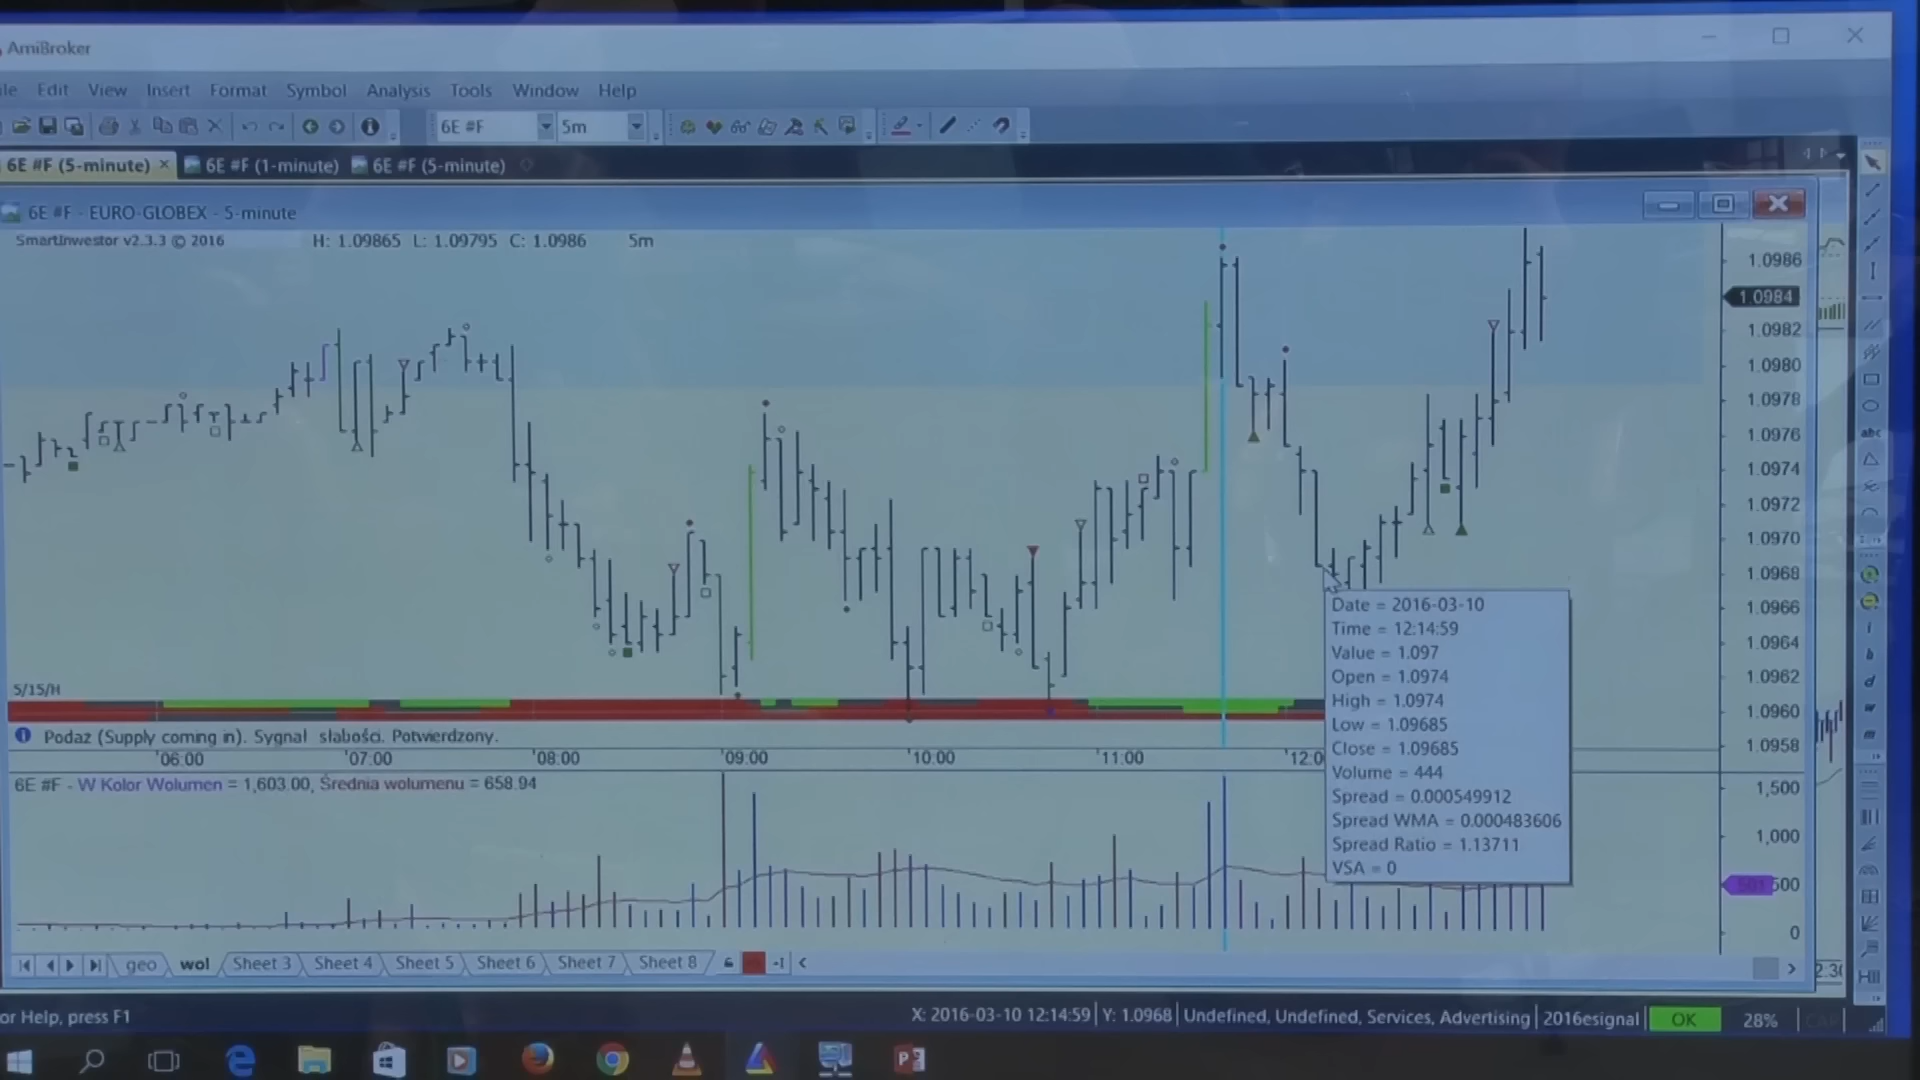 AmiBroker
Edit View Insert Format Symbol Analysis Tools Window Help
6E #F 5m
6E #F (5-minute) 6E #F (1-minute) 6E #F (5-minute)
6E #F - EURO-GLOBEX - 5-minute
SmartInwestor v2.3.3 © 2016 H: 1.09865 L: 1.09795 C: 1.0986 5m
1.0986
1.0984
1.0982
1.0980
1.0978
1.0976
1.0974
1.0972
1.0970
1.0968
1.0966
1.0964
1.0962
1.0960
1.0958
abc
Date = 2016-03-10
Time = 12:14:59
Value = 1.097
Open = 1.0974
High = 1.0974
Low = 1.09685
Close = 1.09685
Volume = 444
Spread = 0.000549912
Spread WMA = 0.000483606
Spread Ratio = 1.13711
VSA = 0
5/15/H
Podaż (Supply coming in). Sygnał słabości. Potwierdzony.
06:00 07:00 08:00 09:00 10:00 11:00 12:0
6E #F - W Kolor Wolumen = 1,603.00, Średnia wolumenu = 658.94
1,500
1,000
500
0
geo wol Sheet 3 Sheet 4 Sheet 5 Sheet 6 Sheet 7 Sheet 8
or Help, press F1 X: 2016-03-10 12:14:59 Y: 1.0968 Undefined, Undefined, Services, Advertising 2016esignal OK 28%